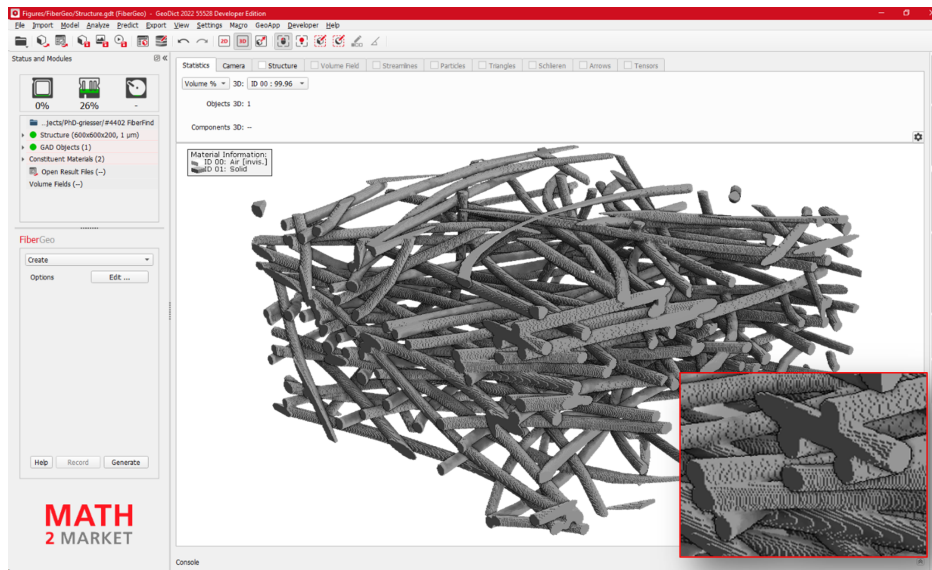 Figures/FiberGeo/Structure.gdt (FiberGeo) - GeoDict 2022 55528 Developer Edition
File Import Model Analyze Predict Export View Settings Macro GeoApp Developer Help
2D 3D
Status and Modules
0% 26% -
...jects/PhD-griesser/#4402 FiberFind
Structure (600x600x200, 1 µm)
GAD Objects (1)
Constituent Materials (2)
Open Result Files (--)
Volume Fields (--)
FiberGeo
Create
Options Edit ...
Help Record Generate
MATH
2 MARKET
Statistics Camera Structure Volume Field Streamlines Particles Triangles Schlieren Arrows Tensors
Volume % 3D: ID 00 : 99.96
Objects 3D: 1
Components 3D: --
Material Information:
ID 00: Air [invis.]
ID 01: Solid
Console